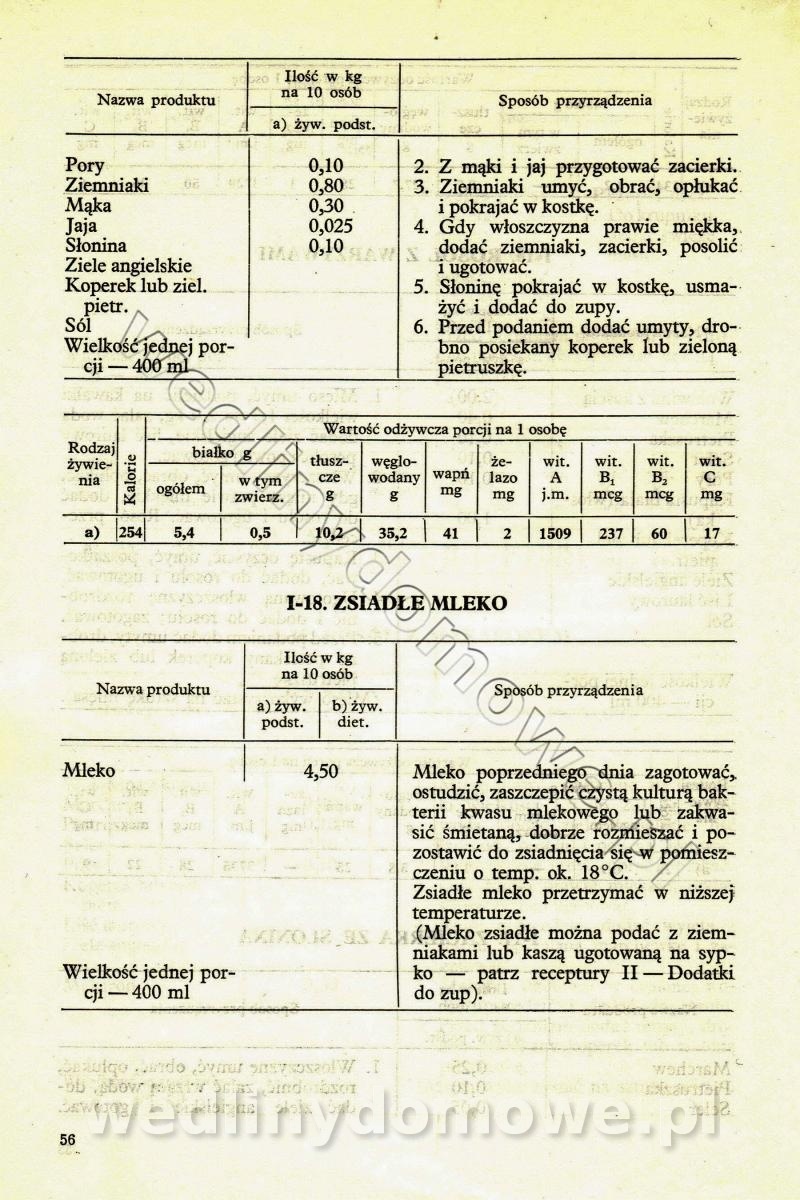 Nazwa produktu
Ilość w kg
na 10 osób
a) żyw. podst.
Sposób przyrządzenia
Pory 0,10
Ziemniaki 0,80
Mąka 0,30
Jaja 0,025
Słonina 0,10
Ziele angielskie
Koperek lub ziel.
pietr.
Sól
Wielkość jednej por-
cji — 400 ml
2. Z mąki i jaj przygotować zacierki.
3. Ziemniaki umyć, obrać, opłukać
i pokrajać w kostkę.
4. Gdy włoszczyzna prawie miękka,
dodać ziemniaki, zacierki, posolić
i ugotować.
5. Słoninę pokrajać w kostkę, usma-
żyć i dodać do zupy.
6. Przed podaniem dodać umyty, dro-
bno posiekany koperek lub zieloną
pietruszkę.
Rodzaj
żywie-
nia
Kalorie
Wartość odżywcza porcji na 1 osobę
białko g
ogółem
w tym
zwierz.
tłusz-
cze
g
węglo-
wodany
g
wapń
mg
że-
lazo
mg
wit.
A
j.m.
wit.
B₁
mcg
wit.
B₂
mcg
wit.
C
mg
a) 254 5,4 0,5 10,2 35,2 41 2 1509 237 60 17
I-18. ZSIADŁE MLEKO
Nazwa produktu
Ilość w kg
na 10 osób
a) żyw.
podst.
b) żyw.
diet.
Sposób przyrządzenia
Mleko 4,50
Wielkość jednej por-
cji — 400 ml
Mleko poprzedniego dnia zagotować,
ostudzić, zaszczepić czystą kulturą bak-
terii kwasu mlekowego lub zakwa-
sić śmietaną, dobrze rozmieszać i po-
zostawić do zsiadnięcia się w pomiesz-
czeniu o temp. ok. 18°C.
Zsiadłe mleko przetrzymać w niższej
temperaturze.
(Mleko zsiadłe można podać z ziem-
niakami lub kaszą ugotowaną na syp-
ko — patrz receptury II — Dodatki
do zup).
56
wedlinydomowe.pl
wedlinydomowe.pl